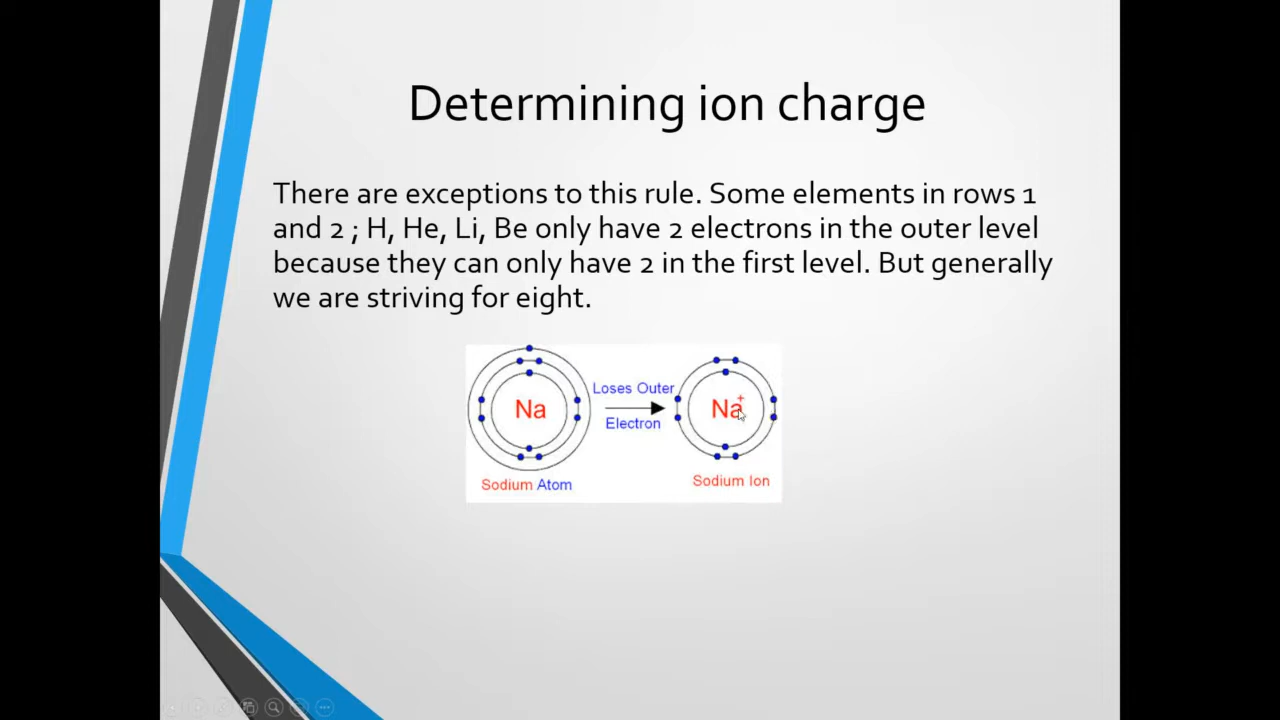 Determining ion charge
There are exceptions to this rule. Some elements in rows 1
and 2 ; H, He, Li, Be only have 2 electrons in the outer level
because they can only have 2 in the first level. But generally
we are striving for eight.
Na
Loses Outer
Electron
Na+
Sodium Atom
Sodium Ion